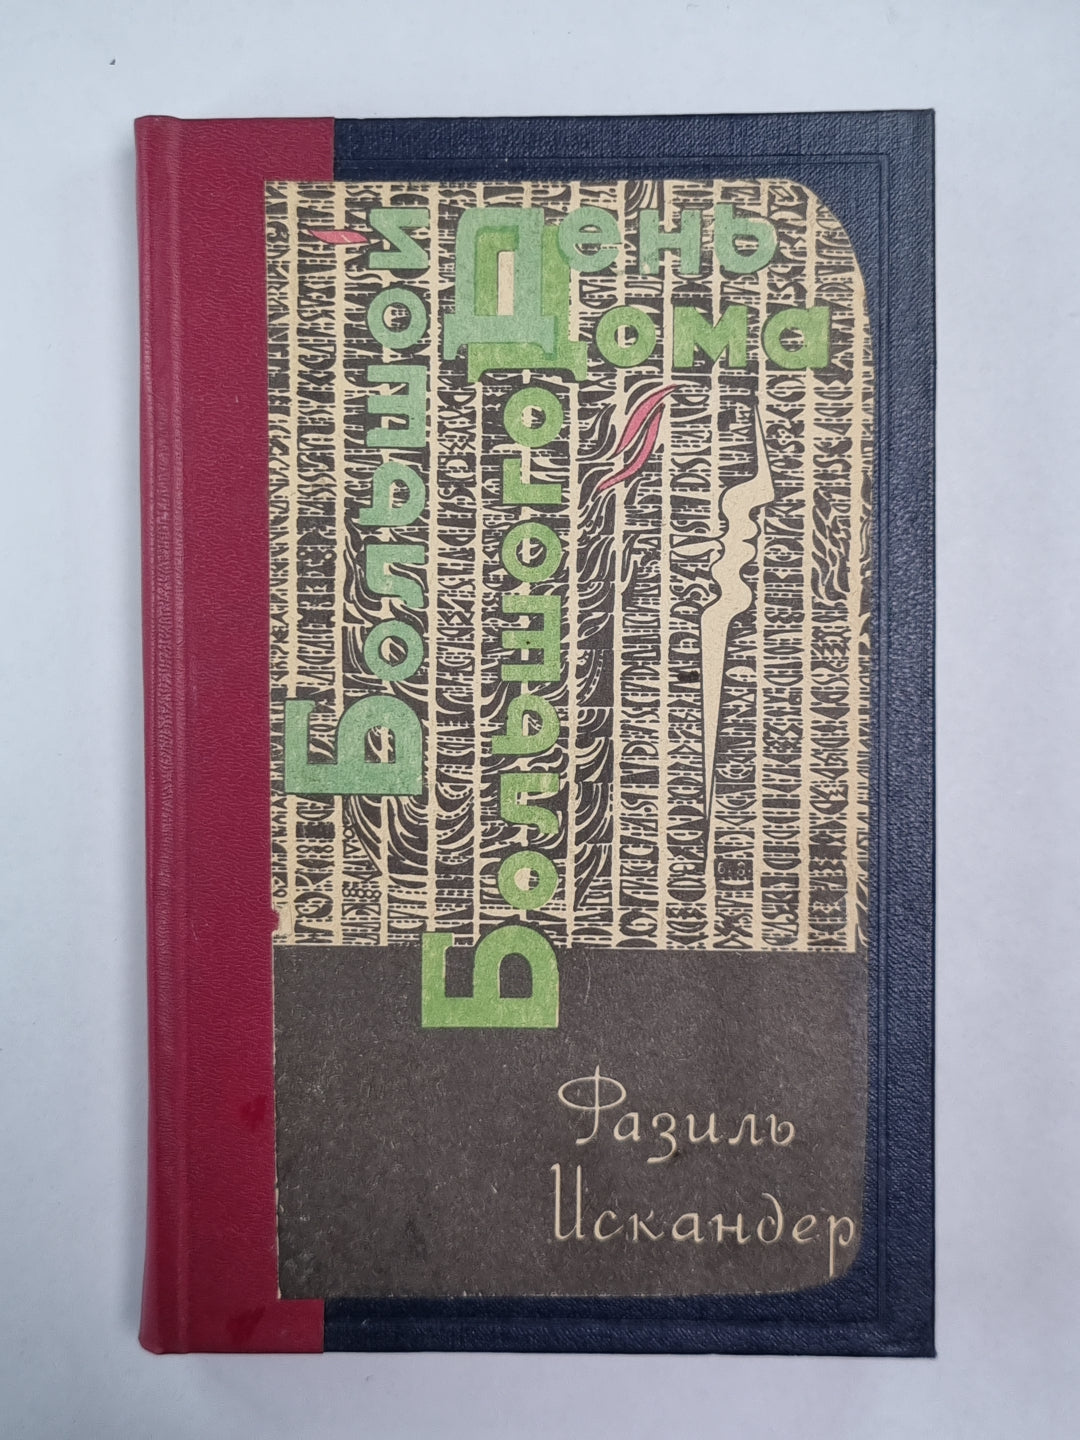 Большой
День
Большого
Дома
Фазиль
Искандер